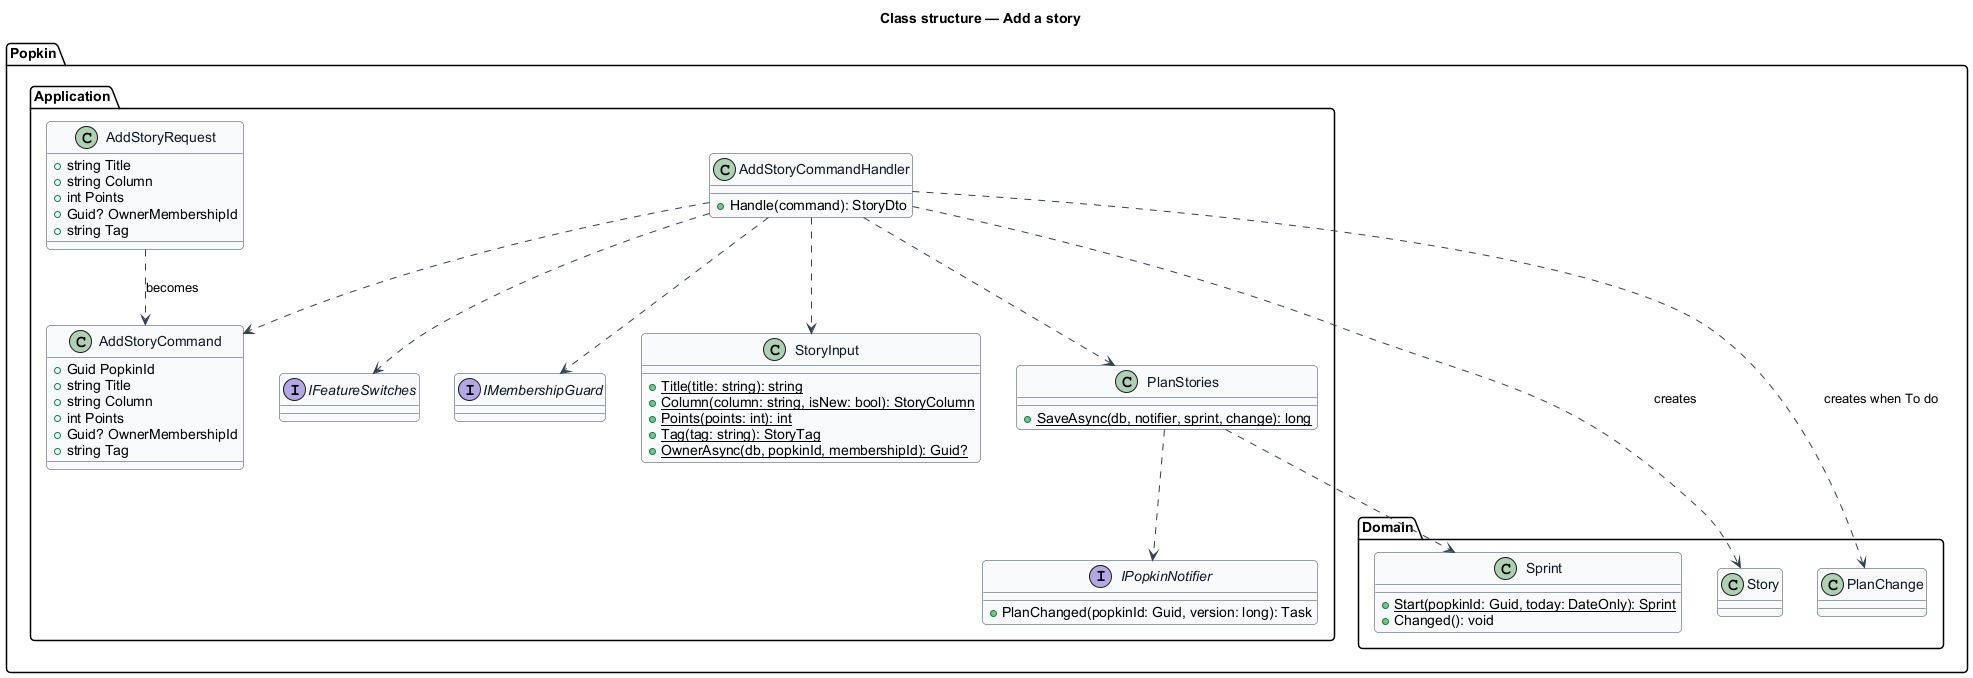 Class structure — Add a story
Popkin
Application
C AddStoryRequest
string Title
string Column
int Points
Guid? OwnerMembershipId
string Tag
C AddStoryCommandHandler
Handle(command): StoryDto
becomes
C AddStoryCommand
Guid PopkinId
string Title
string Column
int Points
Guid? OwnerMembershipId
string Tag
I IFeatureSwitches
I IMembershipGuard
C StoryInput
Title(title: string): string
Column(column: string, isNew: bool): StoryColumn
Points(points: int): int
Tag(tag: string): StoryTag
OwnerAsync(db, popkinId, membershipId): Guid?
C PlanStories
SaveAsync(db, notifier, sprint, change): long
creates
creates when To do
I IPopkinNotifier
PlanChanged(popkinId: Guid, version: long): Task
Domain
C Sprint
Start(popkinId: Guid, today: DateOnly): Sprint
Changed(): void
C Story
C PlanChange